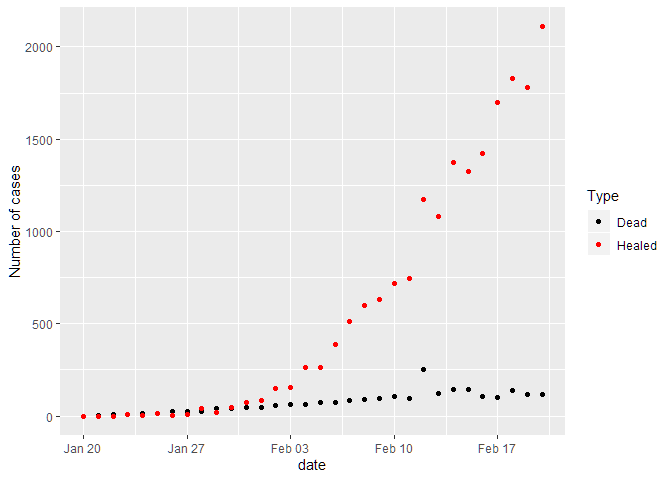 2000
1500
1000
500
0
Number of cases
Jan 20 Jan 27 Feb 03 Feb 10 Feb 17
date
Type
Dead
Healed